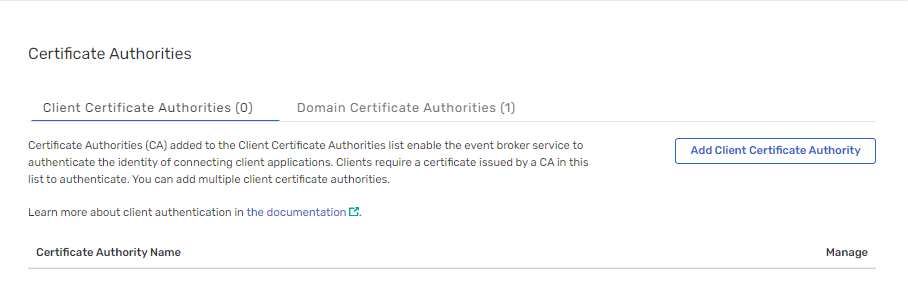 Certificate Authorities
Client Certificate Authorities (0) Domain Certificate Authorities (1)
Certificate Authorities (CA) added to the Client Certificate Authorities list enable the event broker service to
authenticate the identity of connecting client applications. Clients require a certificate issued by a CA in this
list to authenticate. You can add multiple client certificate authorities.
Add Client Certificate Authority
Learn more about client authentication in the documentation.
Certificate Authority Name Manage